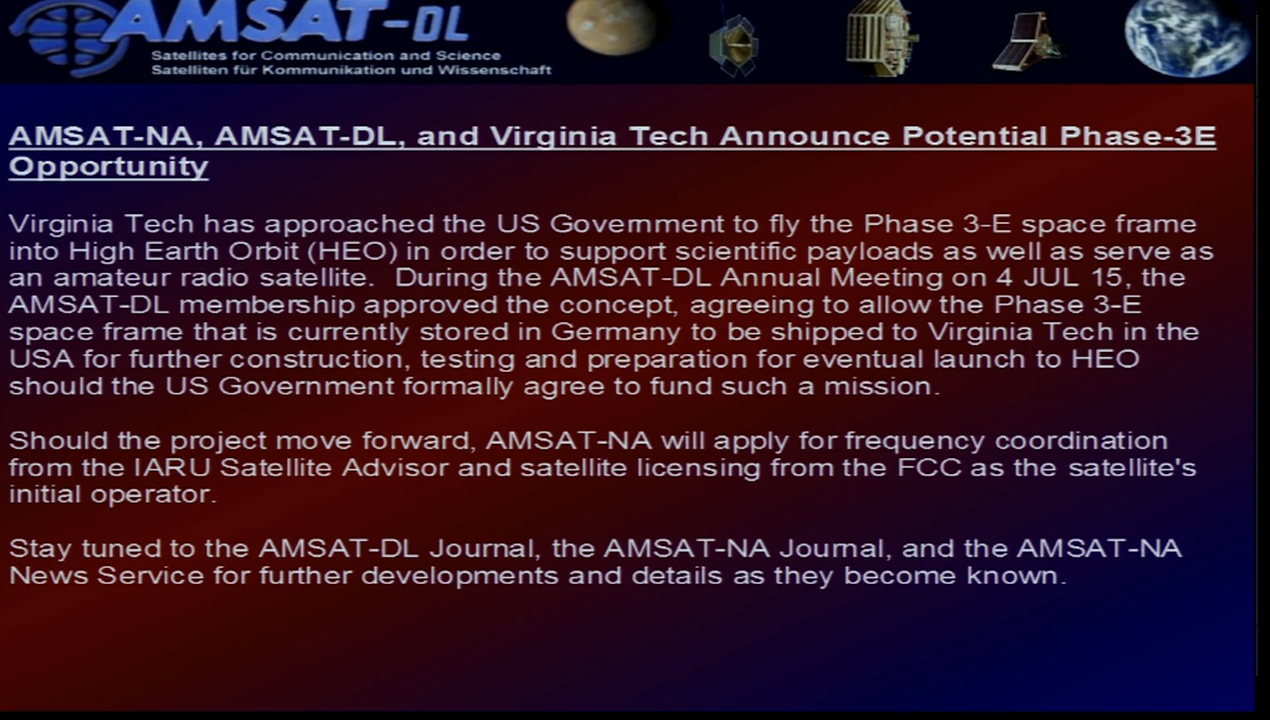 AMSAT-DL
Satellites for Communication and Science
Satelliten für Kommunikation und Wissenschaft
AMSAT-NA, AMSAT-DL, and Virginia Tech Announce Potential Phase-3E
Opportunity
Virginia Tech has approached the US Government to fly the Phase 3-E space frame
into High Earth Orbit (HEO) in order to support scientific payloads as well as serve as
an amateur radio satellite.  During the AMSAT-DL Annual Meeting on 4 JUL 15, the
AMSAT-DL membership approved the concept, agreeing to allow the Phase 3-E
space frame that is currently stored in Germany to be shipped to Virginia Tech in the
USA for further construction, testing and preparation for eventual launch to HEO
should the US Government formally agree to fund such a mission.
Should the project move forward, AMSAT-NA will apply for frequency coordination
from the IARU Satellite Advisor and satellite licensing from the FCC as the satellite's
initial operator.
Stay tuned to the AMSAT-DL Journal, the AMSAT-NA Journal, and the AMSAT-NA
News Service for further developments and details as they become known.